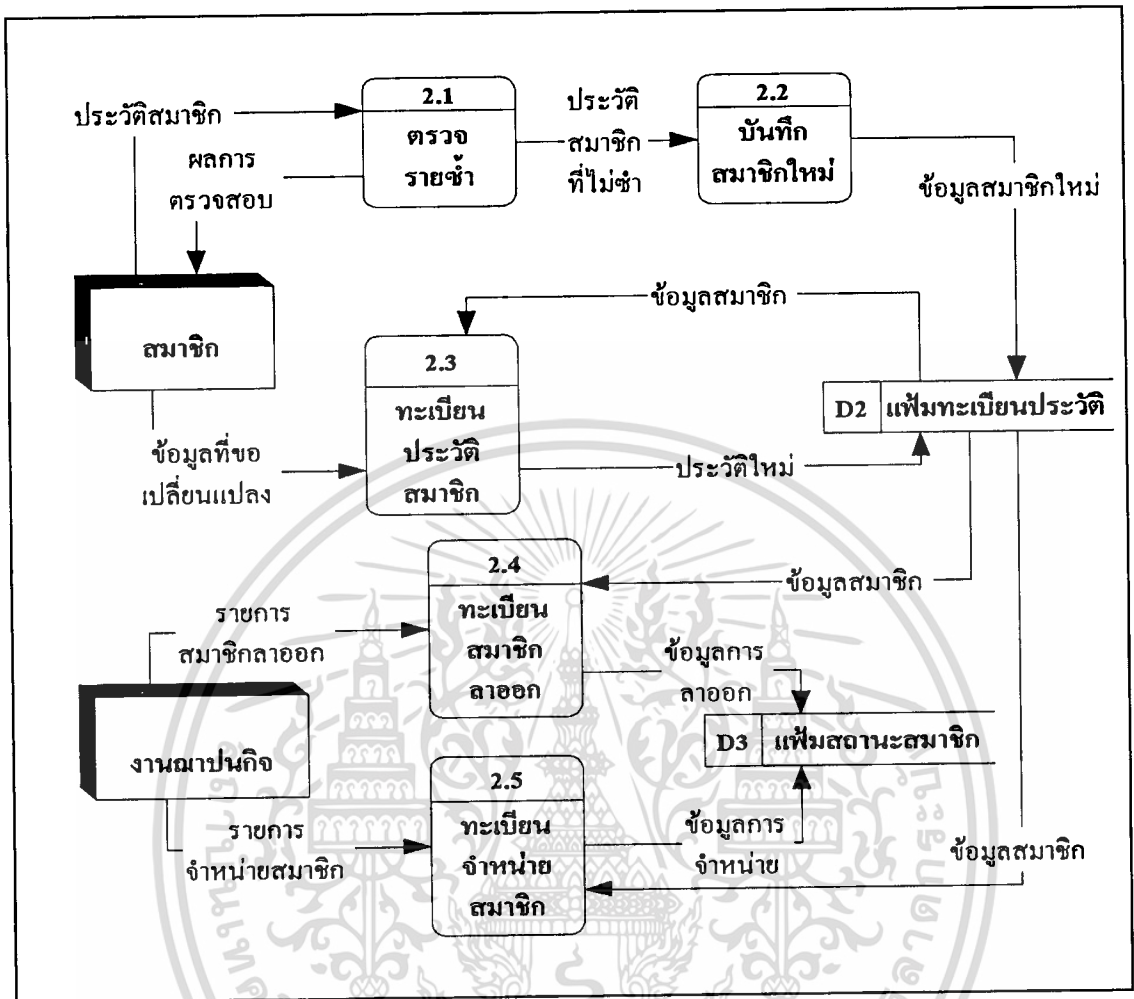 2.1
ตรวจ
รายซ้ำ
ประวัติสมาชิก
ผลการ
ตรวจสอบ
ประวัติ
สมาชิก
ที่ไม่ซำ
2.2
บันทึก
สมาชิกใหม่
ข้อมูลสมาชิกใหม่
สมาชิก
ข้อมูลสมาชิก
2.3
ทะเบียน
ประวัติ
สมาชิก
D2 แฟ้มทะเบียนประวัติ
ข้อมูลที่ขอ
เปลี่ยนแปลง
ประวัติใหม่
2.4
ทะเบียน
สมาชิก
ลาออก
ข้อมูลสมาชิก
รายการ
สมาชิกลาออก
ข้อมูลการ
ลาออก
งานฌาปนกิจ
D3 แฟ้มสถานะสมาชิก
2.5
ทะเบียน
จำหน่าย
สมาชิก
รายการ
จำหน่ายสมาชิก
ข้อมูลการ
จำหน่าย
ข้อมูลสมาชิก